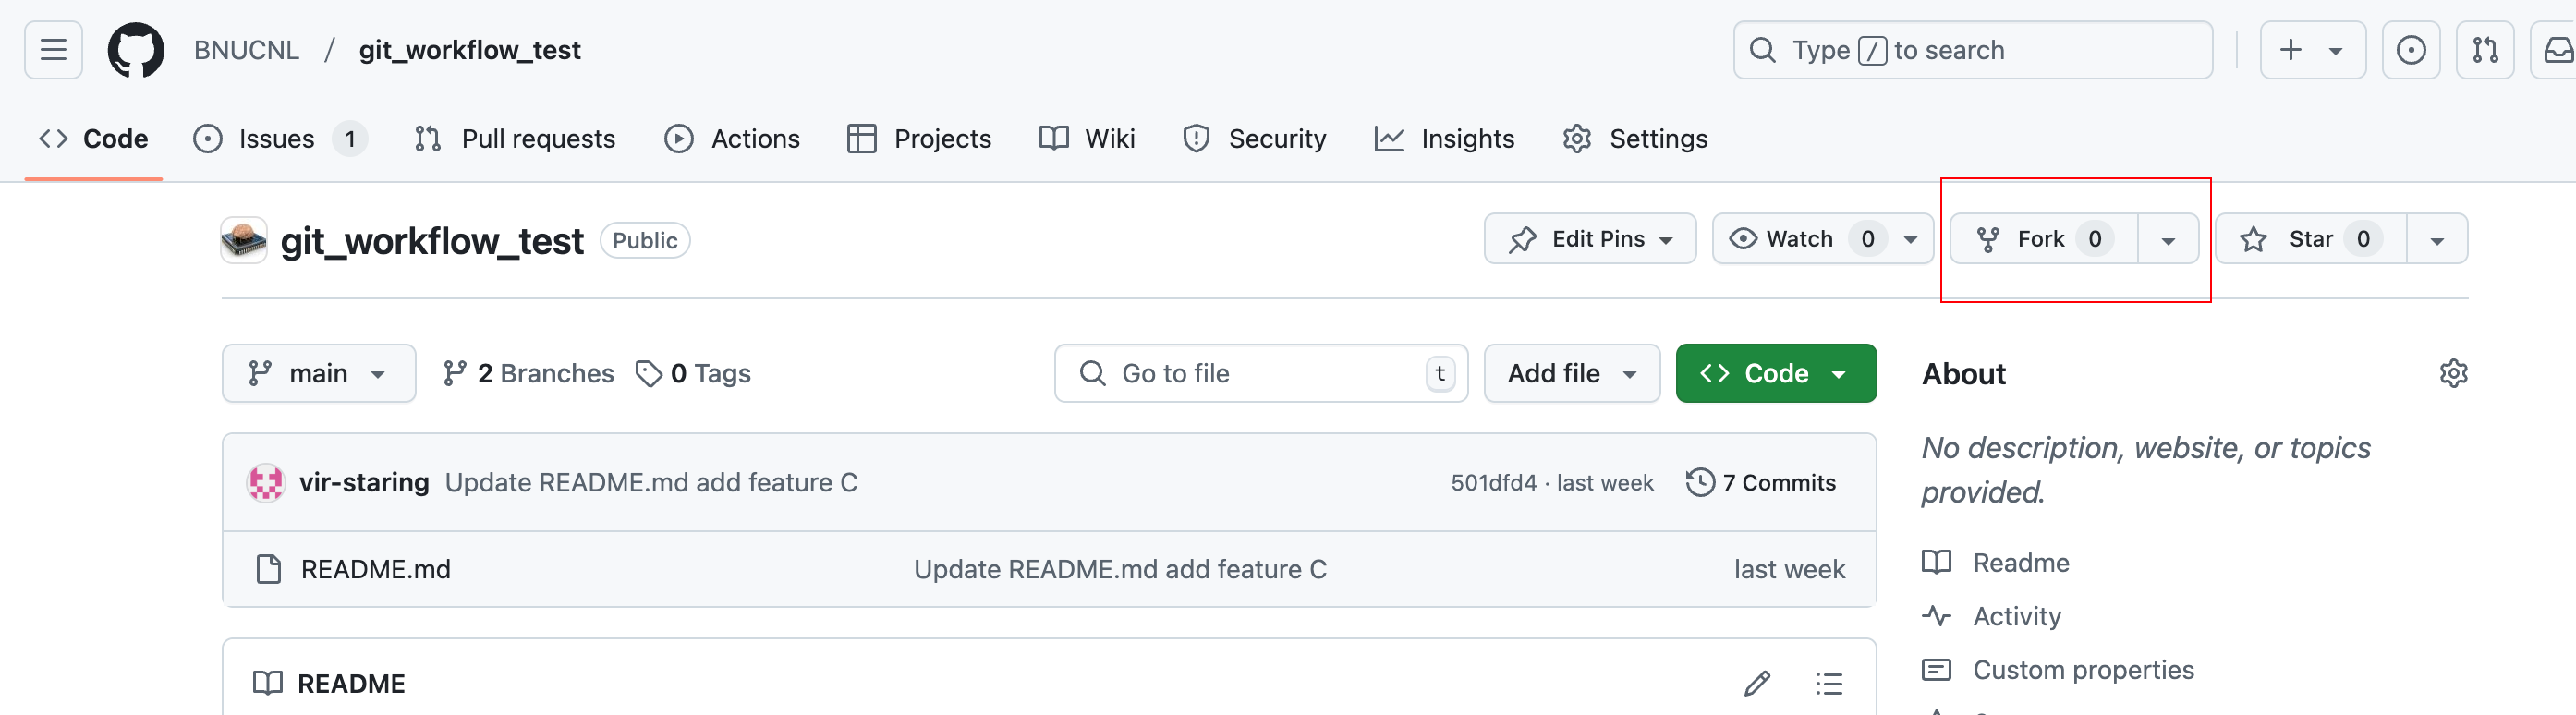 BNUCNL / git_workflow_test
Type / to search
Code Issues 1 Pull requests Actions Projects Wiki Security Insights Settings
git_workflow_test Public Edit Pins Watch 0 Fork 0 Star 0
main 2 Branches 0 Tags Go to file t Add file Code
About
No description, website, or topics
provided.
vir-staring Update README.md add feature C 501dfd4 · last week 7 Commits
README.md Update README.md add feature C last week
Readme
Activity
Custom properties
README